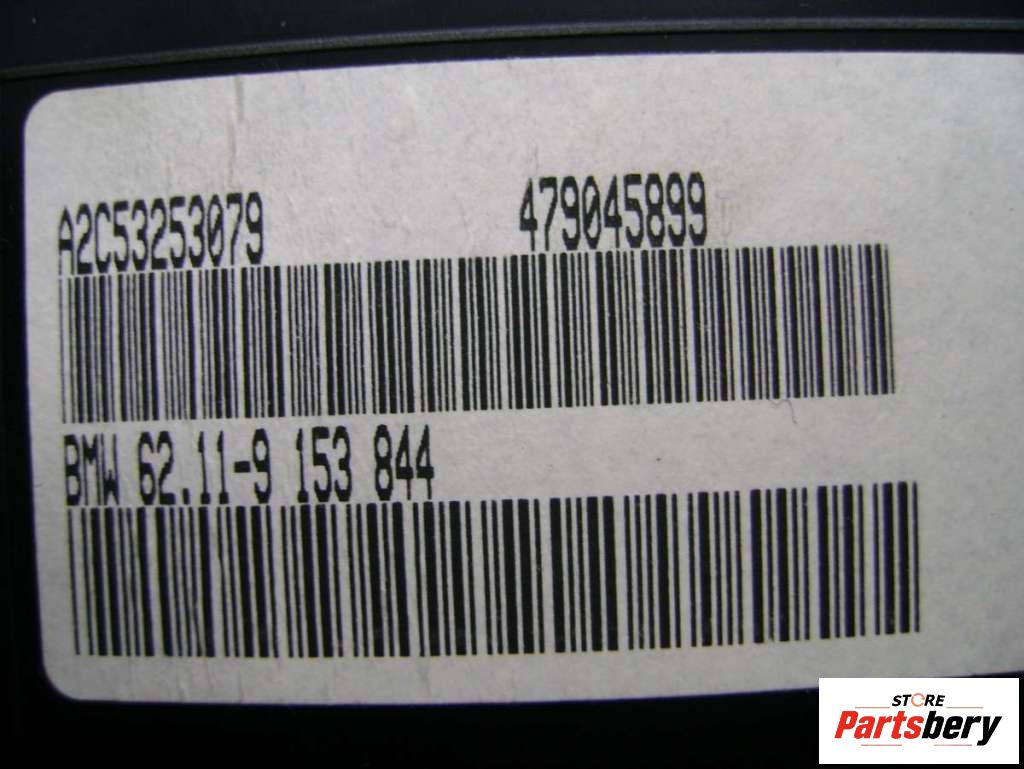 A2C53253079 479045899
BMW 62.11-9 153 844
STORE
Partsbery